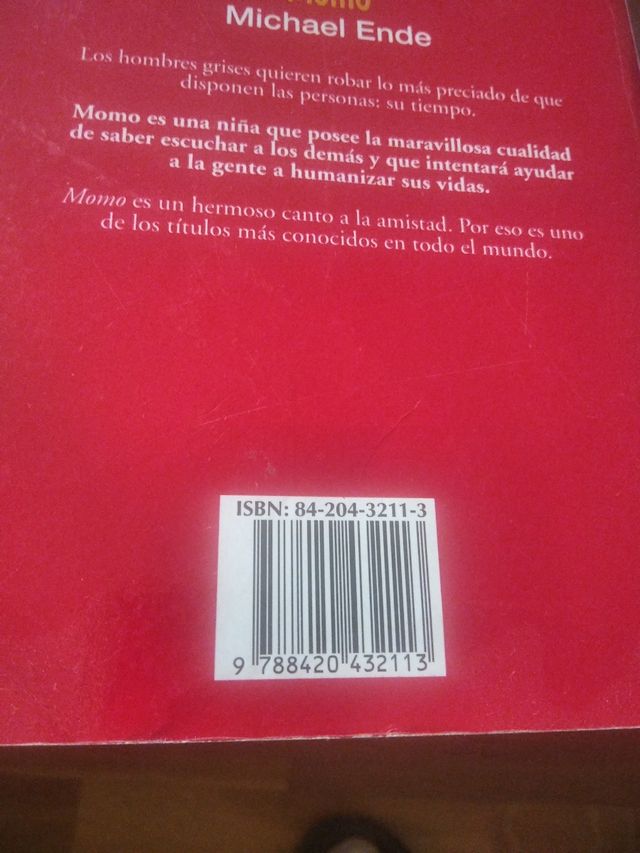 Momo
Michael Ende
Los hombres grises quieren robar lo más preciado de que
disponen las personas: su tiempo.
Momo es una niña que posee la maravillosa cualidad
de saber escuchar a los demás y que intentará ayudar
a la gente a humanizar sus vidas.
Momo es un hermoso canto a la amistad. Por eso es uno
de los títulos más conocidos en todo el mundo.
ISBN: 84-204-3211-3
9 788420 432113